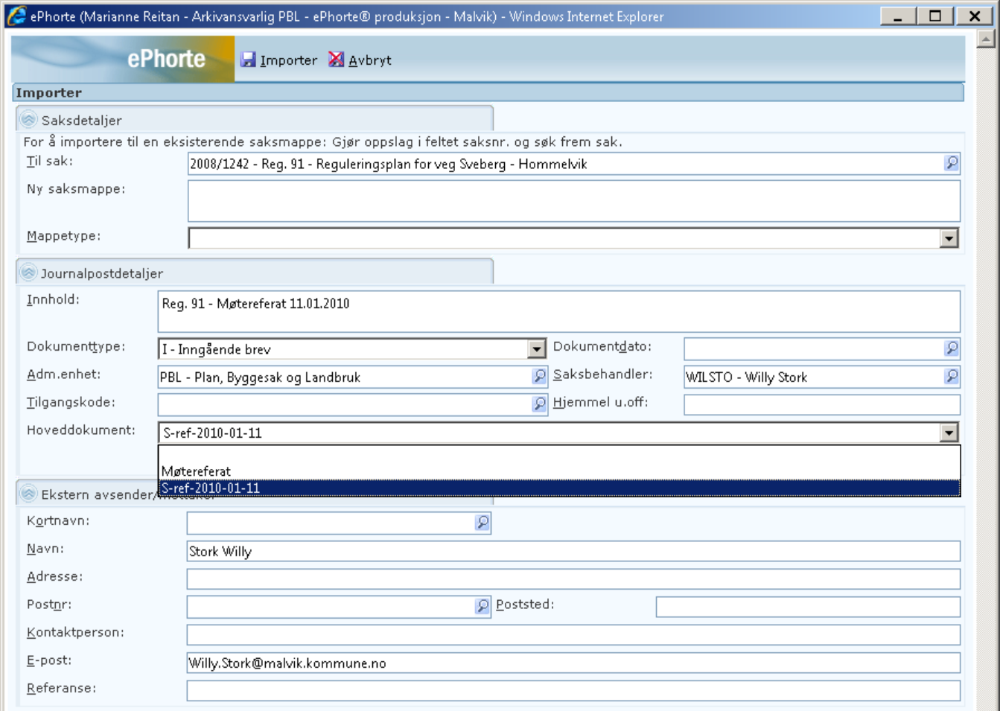 ePhorte (Marianne Reitan - Arkivansvarlig PBL - ePhorte® produksjon - Malvik) - Windows Internet Explorer
ePhorte Importer Avbryt
Importer
Saksdetaljer
For å importere til en eksisterende saksmappe: Gjør oppslag i feltet saksnr. og søk frem sak.
Til sak: 2008/1242 - Reg. 91 - Reguleringsplan for veg Sveberg - Hommelvik
Ny saksmappe:
Mappetype:
Journalpostdetaljer
Innhold: Reg. 91 - Møtereferat 11.01.2010
Dokumenttype: I - Inngående brev Dokumentdato:
Adm.enhet: PBL - Plan, Byggesak og Landbruk Saksbehandler: WILSTO - Willy Stork
Tilgangskode: Hjemmel u.off:
Hoveddokument: S-ref-2010-01-11
Møtereferat
S-ref-2010-01-11
Ekstern avsender/
Kortnavn:
Navn: Stork Willy
Adresse:
Postnr: Poststed:
Kontaktperson:
E-post: Willy.Stork@malvik.kommune.no
Referanse: